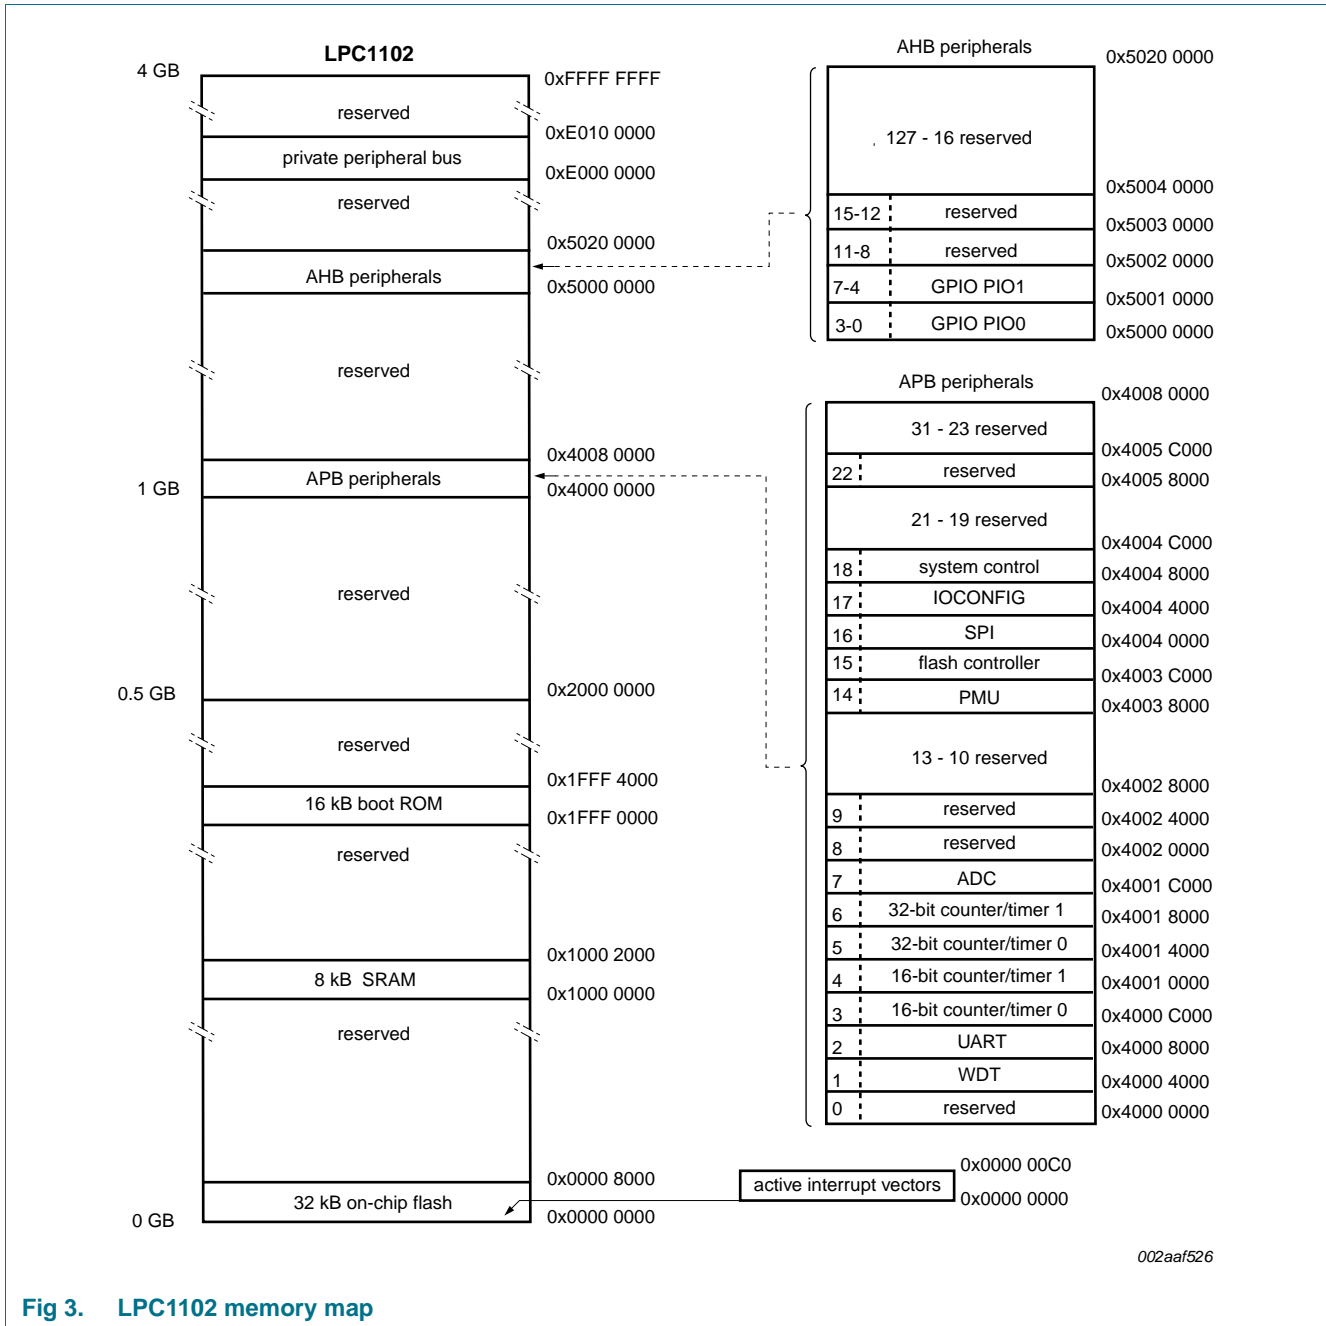 LPC1102
4 GB
0xFFFF FFFF
reserved
0xE010 0000
private peripheral bus
0xE000 0000
reserved
0x5020 0000
AHB peripherals
0x5000 0000
reserved
0x4008 0000
APB peripherals
1 GB
0x4000 0000
reserved
0x2000 0000
0.5 GB
reserved
0x1FFF 4000
16 kB boot ROM
0x1FFF 0000
reserved
0x1000 2000
8 kB SRAM
0x1000 0000
reserved
0x0000 8000
32 kB on-chip flash
0 GB
0x0000 0000
AHB peripherals
0x5020 0000
127 - 16 reserved
0x5004 0000
15-12 reserved
0x5003 0000
11-8 reserved
0x5002 0000
7-4 GPIO PIO1
0x5001 0000
3-0 GPIO PIO0
0x5000 0000
APB peripherals
0x4008 0000
31 - 23 reserved
0x4005 C000
22 reserved
0x4005 8000
21 - 19 reserved
0x4004 C000
18 system control
0x4004 8000
17 IOCONFIG
0x4004 4000
16 SPI
0x4004 0000
15 flash controller
0x4003 C000
14 PMU
0x4003 8000
13 - 10 reserved
0x4002 8000
9 reserved
0x4002 4000
8 reserved
0x4002 0000
7 ADC
0x4001 C000
6 32-bit counter/timer 1
0x4001 8000
5 32-bit counter/timer 0
0x4001 4000
4 16-bit counter/timer 1
0x4001 0000
3 16-bit counter/timer 0
0x4000 C000
2 UART
0x4000 8000
1 WDT
0x4000 4000
0 reserved
0x4000 0000
0x0000 00C0
active interrupt vectors
0x0000 0000
002aaf526
Fig 3. LPC1102 memory map